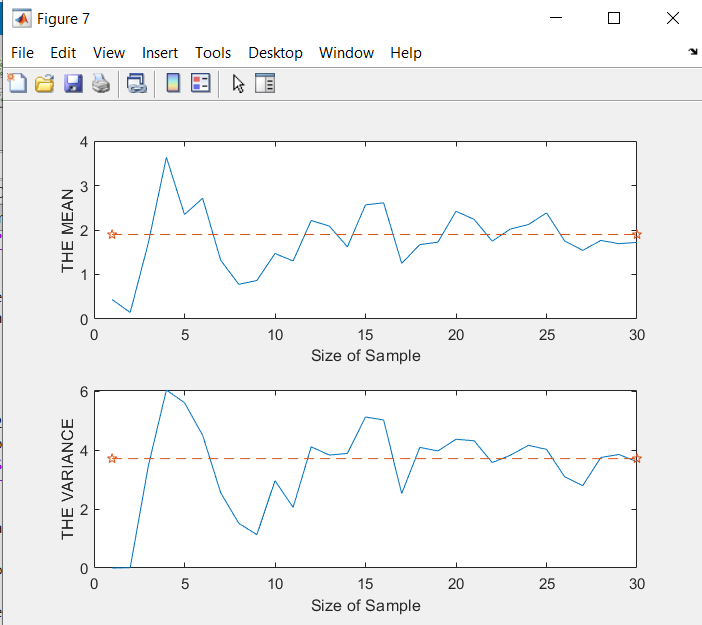 Figure 7
File Edit View Insert Tools Desktop Window Help
4
3
2
1
0
THE MEAN
0 5 10 15 20 25 30
Size of Sample
6
4
2
0
THE VARIANCE
0 5 10 15 20 25 30
Size of Sample